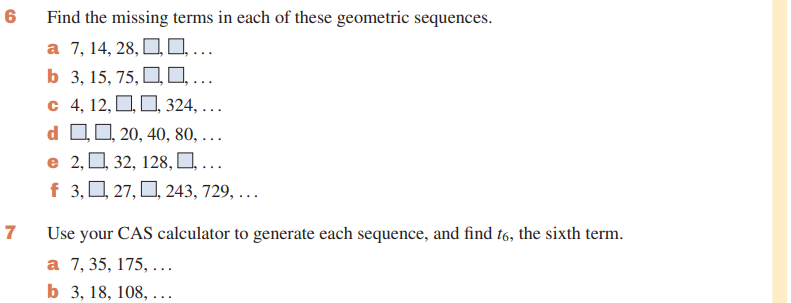 6 Find the missing terms in each of these geometric sequences.
a 7, 14, 28, □, □, ...
b 3, 15, 75, □, □, ...
c 4, 12, □, □, 324, ...
d □, □, 20, 40, 80, ...
e 2, □, 32, 128, □, ...
f 3, □, 27, □, 243, 729, ...
7 Use your CAS calculator to generate each sequence, and find t₆, the sixth term.
a 7, 35, 175, ...
b 3, 18, 108, ...